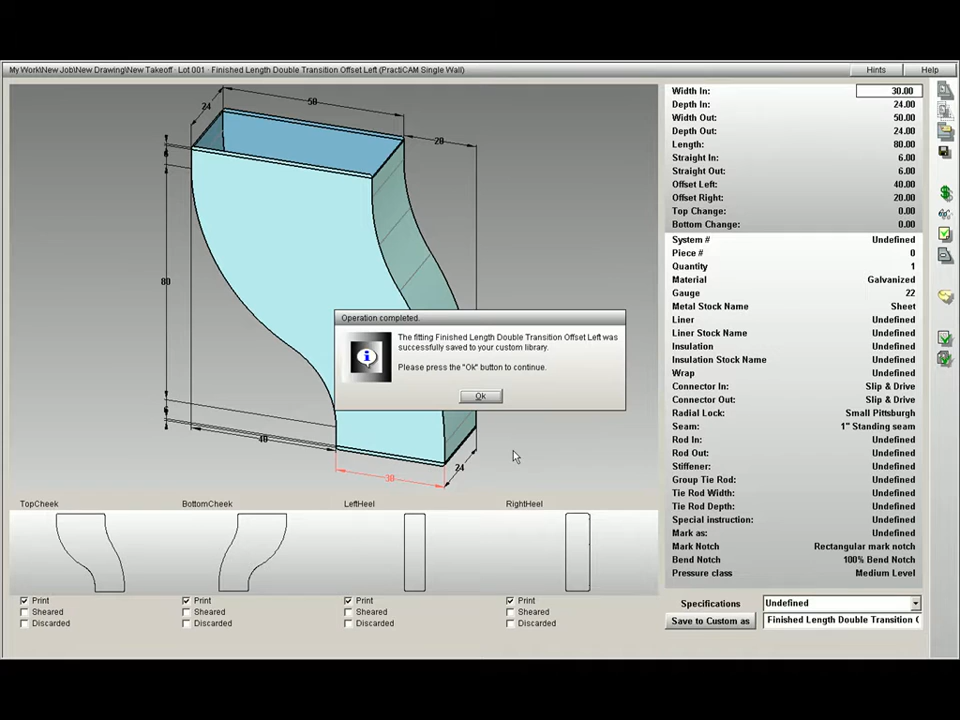 My Work\New Job\New Drawing\New Takeoff - Lot 001 - Finished Length Double Transition Offset Left (PractiCAM Single Wall)
Hints
Help
50
24
20
6
80
6
40
30
24
Width In: 30.00
Depth In: 24.00
Width Out: 50.00
Depth Out: 24.00
Length: 80.00
Straight In: 6.00
Straight Out: 6.00
Offset Left: 40.00
Offset Right: 20.00
Top Change: 0.00
Bottom Change: 0.00
System # Undefined
Piece # 0
Quantity 1
Material Galvanized
Gauge 22
Metal Stock Name Sheet
Liner Undefined
Liner Stock Name Undefined
Insulation Undefined
Insulation Stock Name Undefined
Wrap Undefined
Connector In: Slip & Drive
Connector Out: Slip & Drive
Radial Lock: Small Pittsburgh
Seam: 1" Standing seam
Rod In: Undefined
Rod Out: Undefined
Stiffener: Undefined
Group Tie Rod: Undefined
Tie Rod Width: Undefined
Tie Rod Depth: Undefined
Special instruction: Undefined
Mark as: Undefined
Mark Notch Rectangular mark notch
Bend Notch 100% Bend Notch
Pressure class Medium Level
Specifications Undefined
Save to Custom as Finished Length Double Transition
Operation completed.
The fitting Finished Length Double Transition Offset Left was
successfully saved to your custom library.
Please press the "Ok" button to continue.
Ok
TopCheek BottomCheek LeftHeel RightHeel
Print Print Print Print
Sheared Sheared Sheared Sheared
Discarded Discarded Discarded Discarded